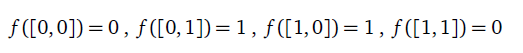 f([0,0]) = 0 , f([0,1]) = 1 , f([1,0]) = 1 , f([1,1]) = 0